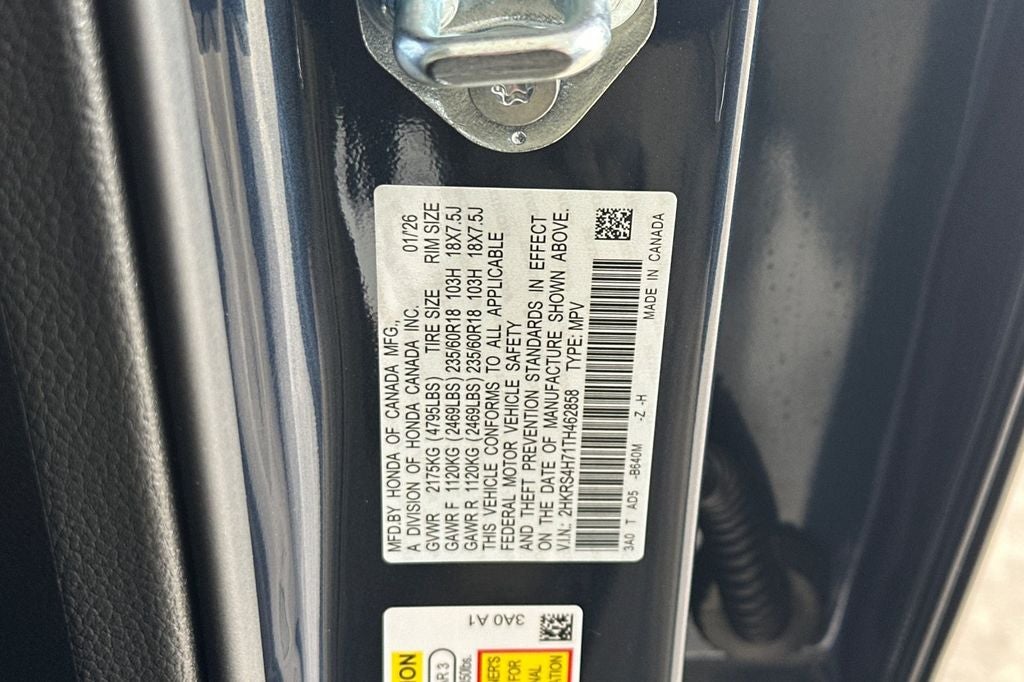 MFD.BY HONDA OF CANADA MFG.,
A DIVISION OF HONDA CANADA INC. 01/26
GVWR 2175KG (4795LBS) TIRE SIZE RIM SIZE
GAWR F 1120KG (2469LBS) 235/60R18 103H 18X7.5J
GAWR R 1120KG (2469LBS) 235/60R18 103H 18X7.5J
THIS VEHICLE CONFORMS TO ALL APPLICABLE
FEDERAL MOTOR VEHICLE SAFETY
AND THEFT PREVENTION STANDARDS IN EFFECT
ON THE DATE OF MANUFACTURE SHOWN ABOVE.
V.I.N.: 2HKRS4H71TH462858 TYPE: MPV
3A0 T AD5 -B640M -Z -H MADE IN CANADA
3A0 A1